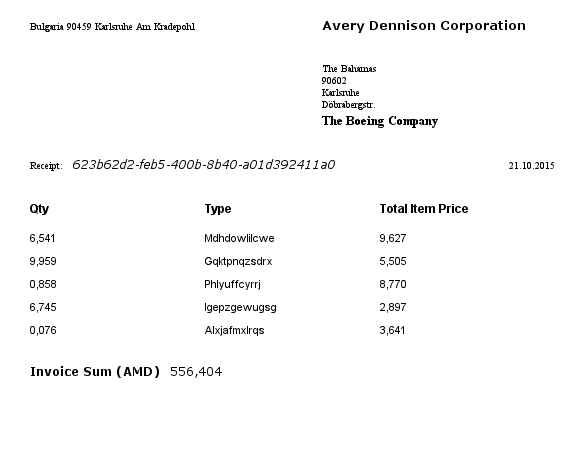 Bulgaria 90459 Karlsruhe Am Kradepohl
Avery Dennison Corporation
The Bahamas
90602
Karlsruhe
Döbrabergstr.
The Boeing Company
Receipt: 623b62d2-feb5-400b-8b40-a01d392411a0 21.10.2015
Qty Type Total Item Price
6,541 Mdhdowlilcwe 9,627
9,959 Gqktpnqzsdrx 5,505
0,858 Phlyuffcyrrj 8,770
6,745 Igepzgewugsg 2,897
0,076 Alxjafmxlrqs 3,641
Invoice Sum (AMD) 556,404